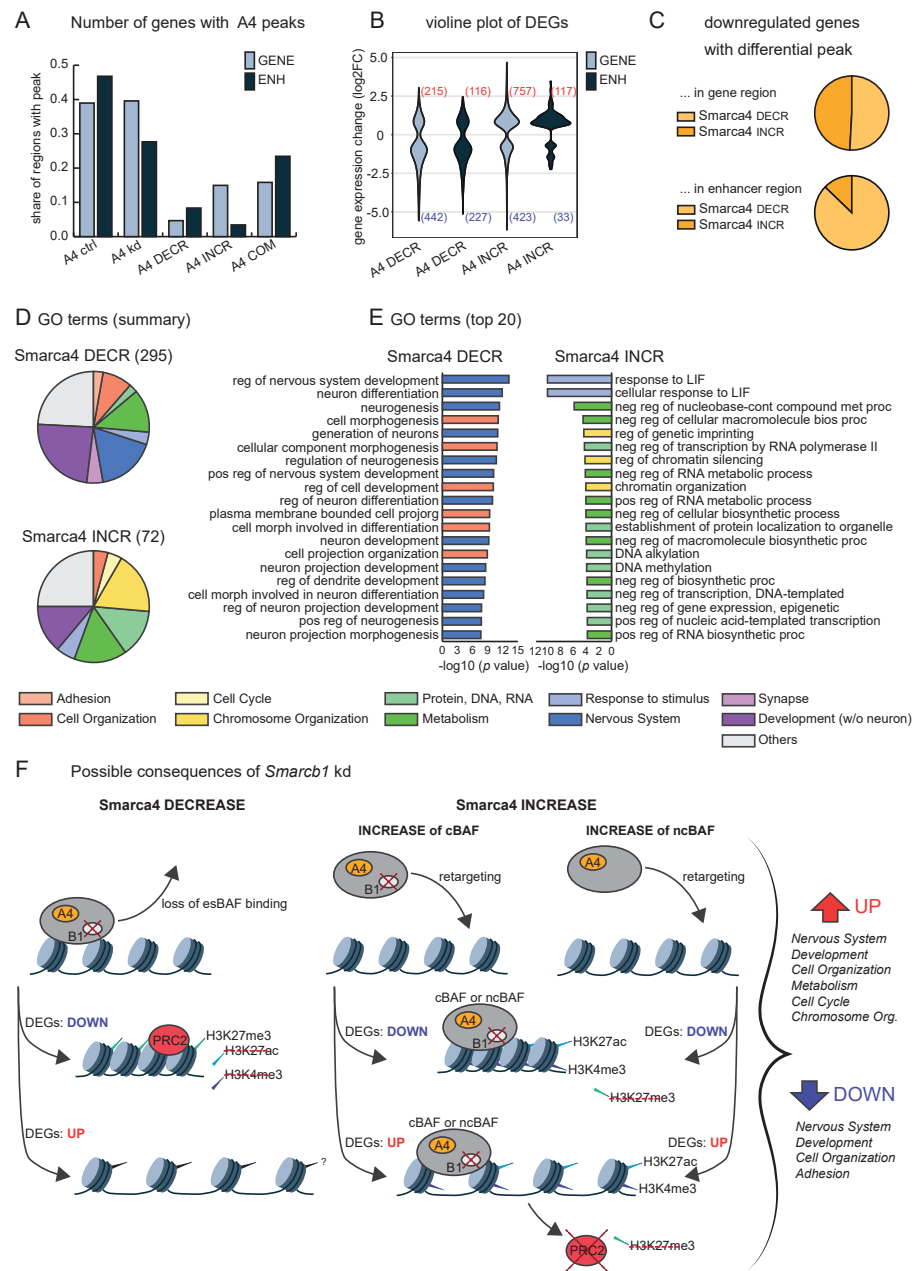 A Number of genes with A4 peaks
GENE
ENH
share of regions with peak
0.5
0.4
0.3
0.2
0.1
0.0
A4 ctrl
A4 kd
A4 DECR
A4 INCR
A4 COM
B violine plot of DEGs
GENE
ENH
gene expression change (log2FC)
5.0
2.5
0
-2.5
-5.0
(215) (116) (757) (117)
(442) (227) (423) (33)
A4 DECR
A4 DECR
A4 INCR
A4 INCR
C downregulated genes
with differential peak
... in gene region
Smarca4 DECR
Smarca4 INCR
... in enhancer region
Smarca4 DECR
Smarca4 INCR
D GO terms (summary)
Smarca4 DECR (295)
Smarca4 INCR (72)
E GO terms (top 20)
Smarca4 DECR
reg of nervous system development
neuron differentiation
neurogenesis
cell morphogenesis
generation of neurons
cellular component morphogenesis
regulation of neurogenesis
pos reg of nervous system development
reg of cell development
reg of neuron differentiation
plasma membrane bounded cell projorg
cell morph involved in differentiation
neuron development
cell projection organization
neuron projection development
reg of dendrite development
cell morph involved in neuron differentiation
reg of neuron projection development
pos reg of neurogenesis
neuron projection morphogenesis
0 3 6 9 12 15
-log10 (p value)
Smarca4 INCR
response to LIF
cellular response to LIF
neg reg of nucleobase-cont compound met proc
neg reg of cellular macromolecule bios proc
reg of genetic imprinting
neg reg of transcription by RNA polymerase II
reg of chromatin silencing
neg reg of RNA metabolic process
chromatin organization
pos reg of RNA metabolic process
neg reg of cellular biosynthetic process
establishment of protein localization to organelle
neg reg of macromolecule biosynthetic proc
DNA alkylation
DNA methylation
neg reg of biosynthetic proc
neg reg of transcription, DNA-templated
neg reg of gene expression, epigenetic
pos reg of nucleic acid-templated transcription
pos reg of RNA biosynthetic proc
12 10 8 6 4 2 0
-log10 (p value)
Adhesion
Cell Organization
Cell Cycle
Chromosome Organization
Protein, DNA, RNA
Metabolism
Response to stimulus
Nervous System
Synapse
Development (w/o neuron)
Others
F Possible consequences of Smarcb1 kd
Smarca4 DECREASE
A4
B1
loss of esBAF binding
DEGs: DOWN
PRC2
H3K27me3
H3K27ac
H3K4me3
DEGs: UP
?
Smarca4 INCREASE
INCREASE of cBAF
A4
B1
retargeting
INCREASE of ncBAF
A4
retargeting
cBAF or ncBAF
DEGs: DOWN
A4
B1
DEGs: DOWN
H3K27ac
H3K4me3
H3K27me3
cBAF or ncBAF
DEGs: UP
A4
B1
DEGs: UP
H3K27ac
H3K4me3
PRC2
H3K27me3
UP
Nervous System
Development
Cell Organization
Metabolism
Cell Cycle
Chromosome Org.
DOWN
Nervous System
Development
Cell Organization
Adhesion